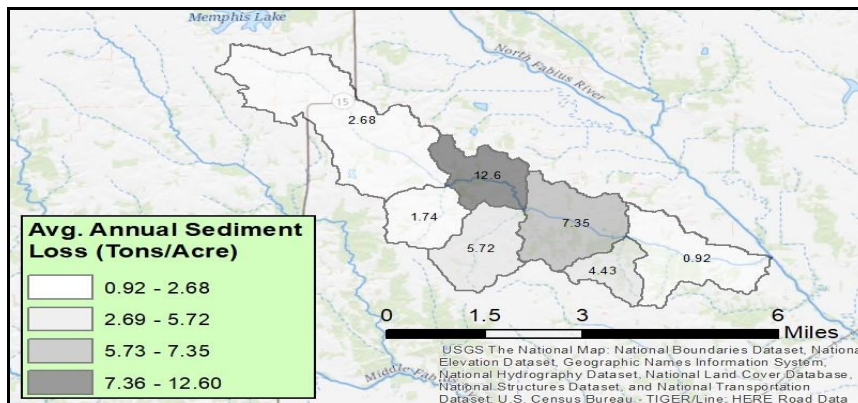 Memphis Lake
North Fabius River
15
2.68
12.6
1.74
7.35
5.72
0.92
4.43
Avg. Annual Sediment
Loss (Tons/Acre)
0.92 - 2.68
2.69 - 5.72
5.73 - 7.35
7.36 - 12.60
0 1.5 3 6
Miles
Middle
USGS The National Map: National Boundaries Dataset,
Elevation Dataset, Geographic Names Information System,
National Hydrography Dataset, National Land Cover Database,
National Structures Dataset, and National Transportation
Dataset; U.S. Census Bureau - TIGER/Line; HERE Road Data